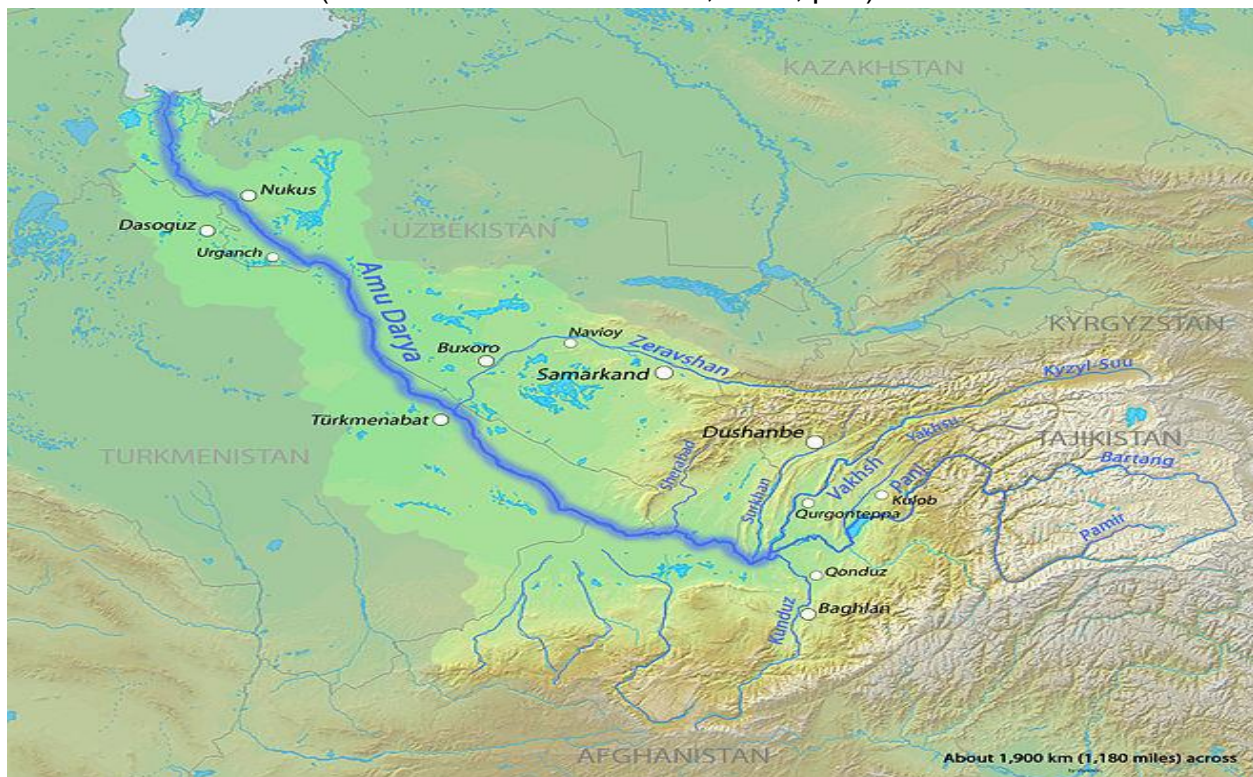 KAZAKHSTAN
Nukus
Dasoguz
UZBEKISTAN
Urganch
Amu Darya
KYRGYZSTAN
Navioy
Buxoro
Zeravshan
Kyzyl-Suu
Samarkand
Türkmenabat
Dushanbe
Yakhsu
TAJIKISTAN
TURKMENISTAN
Sherabad
Vakhsh
Panj
Bartang
Surkhan
Kulob
Qurgonteppa
Pamir
Qonduz
Kunduz
Baghlan
AFGHANISTAN
About 1,900 km (1,180 miles) across